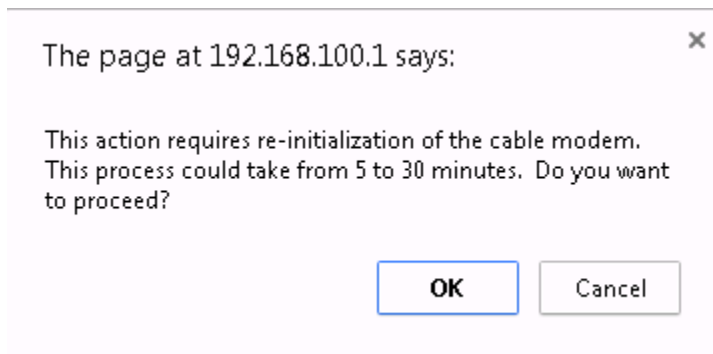 The page at 192.168.100.1 says:
This action requires re-initialization of the cable modem.
This process could take from 5 to 30 minutes.  Do you want
to proceed?
OK
Cancel